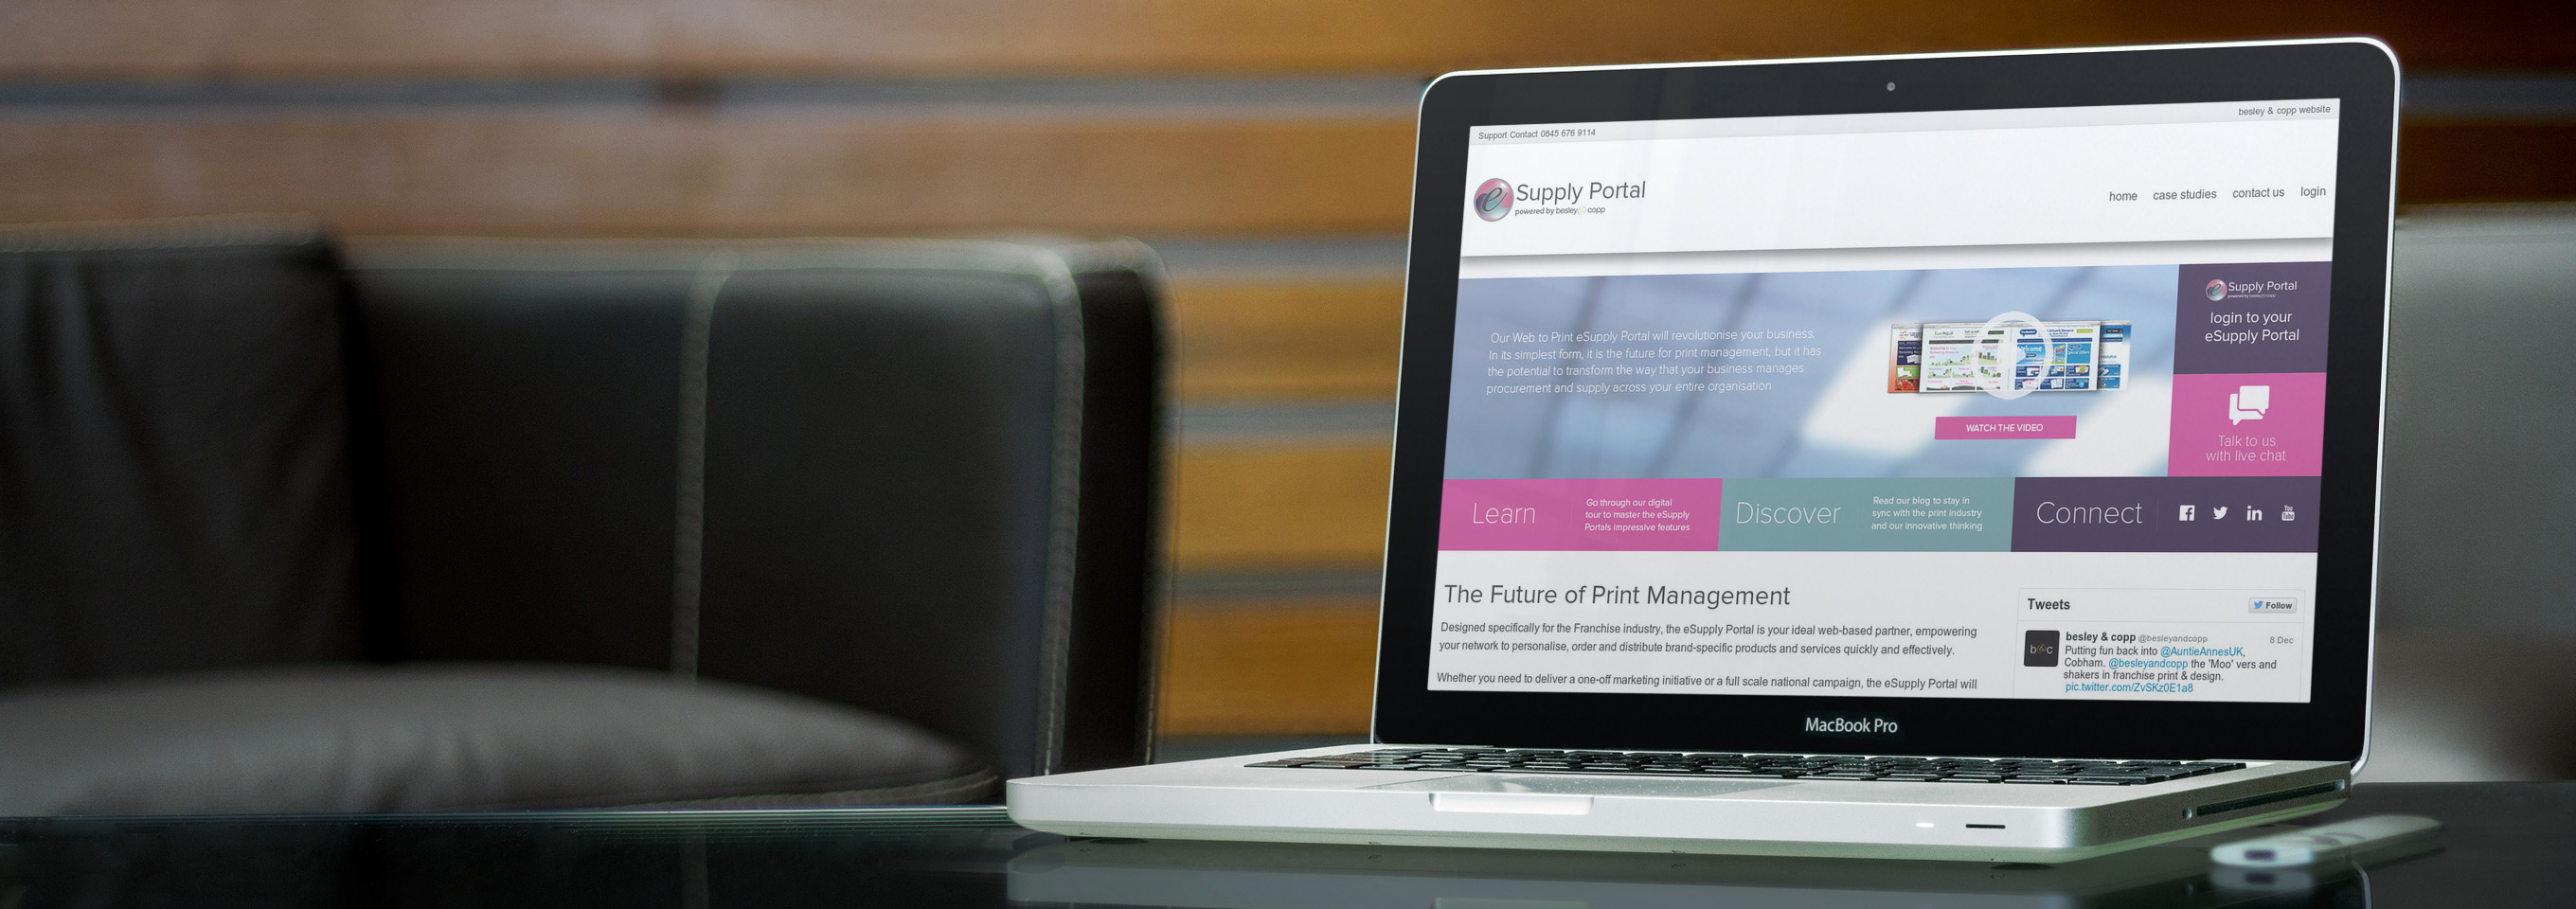 Support Contact 0845 676 9114
besley & copp website
e Supply Portal
powered by besley & copp
home case studies contact us login
Our Web to Print eSupply Portal will revolutionise your business.
In its simplest form, it is the future for print management, but it has
the potential to transform the way that your business manages
procurement and supply across your entire organisation
Welcome
WATCH THE VIDEO
e Supply Portal
powered by besley & copp
login to your
eSupply Portal
Talk to us
with live chat
Learn
Go through our digital
tour to master the eSupply
Portals impressive features
Discover
Read our blog to stay in
sync with the print industry
and our innovative thinking
Connect
You
Tube
The Future of Print Management
Designed specifically for the Franchise industry, the eSupply Portal is your ideal web-based partner, empowering
your network to personalise, order and distribute brand-specific products and services quickly and effectively.
Whether you need to deliver a one-off marketing initiative or a full scale national campaign, the eSupply Portal will
Tweets
Follow
b&c
besley & copp @besleyandcopp 8 Dec
Putting fun back into @AuntieAnnesUK,
Cobham. @besleyandcopp the 'Moo' vers and
shakers in franchise print & design.
pic.twitter.com/ZvSKz0E1a8
MacBook Pro